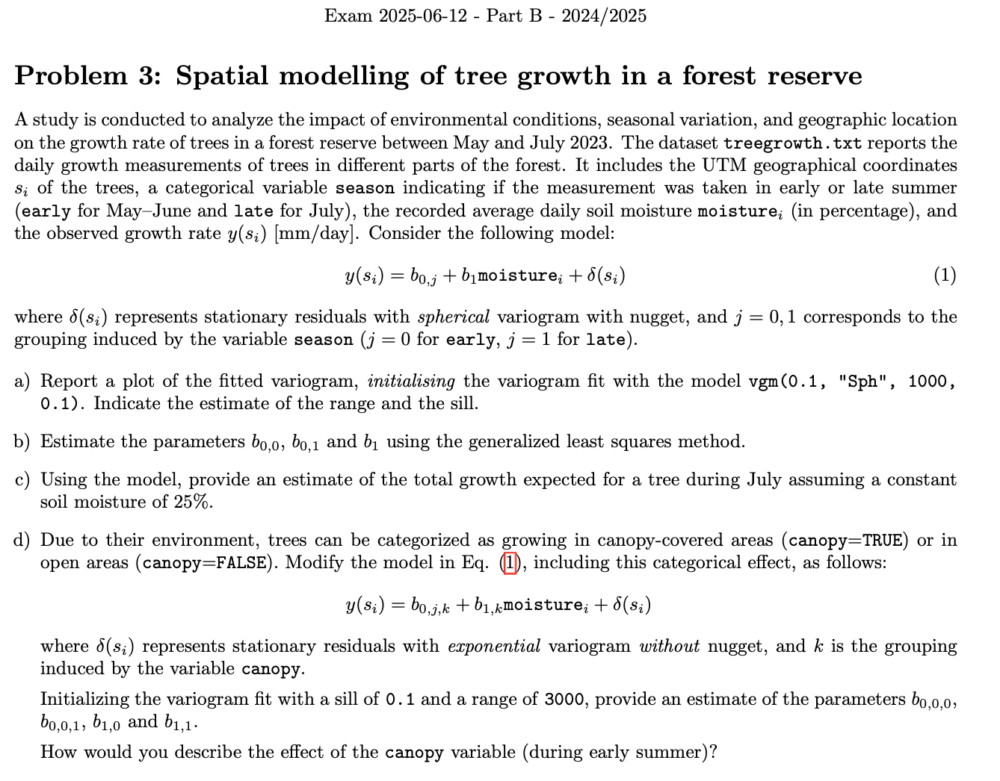 Exam 2025-06-12 - Part B - 2024/2025
Problem 3: Spatial modelling of tree growth in a forest reserve
A study is conducted to analyze the impact of environmental conditions, seasonal variation, and geographic location
on the growth rate of trees in a forest reserve between May and July 2023. The dataset treegrowth.txt reports the
daily growth measurements of trees in different parts of the forest. It includes the UTM geographical coordinates
s_i of the trees, a categorical variable season indicating if the measurement was taken in early or late summer
(early for May–June and late for July), the recorded average daily soil moisture moisture_i (in percentage), and
the observed growth rate y(s_i) [mm/day]. Consider the following model:
y(s_i) = b_{0,j} + b_1moisture_i + δ(s_i) (1)
where δ(s_i) represents stationary residuals with spherical variogram with nugget, and j = 0, 1 corresponds to the
grouping induced by the variable season (j = 0 for early, j = 1 for late).
a) Report a plot of the fitted variogram, initialising the variogram fit with the model vgm(0.1, "Sph", 1000,
0.1). Indicate the estimate of the range and the sill.
b) Estimate the parameters b_{0,0}, b_{0,1} and b_1 using the generalized least squares method.
c) Using the model, provide an estimate of the total growth expected for a tree during July assuming a constant
soil moisture of 25%.
d) Due to their environment, trees can be categorized as growing in canopy-covered areas (canopy=TRUE) or in
open areas (canopy=FALSE). Modify the model in Eq. (1), including this categorical effect, as follows:
y(s_i) = b_{0,j,k} + b_{1,k}moisture_i + δ(s_i)
where δ(s_i) represents stationary residuals with exponential variogram without nugget, and k is the grouping
induced by the variable canopy.
Initializing the variogram fit with a sill of 0.1 and a range of 3000, provide an estimate of the parameters b_{0,0,0},
b_{0,0,1}, b_{1,0} and b_{1,1}.
How would you describe the effect of the canopy variable (during early summer)?